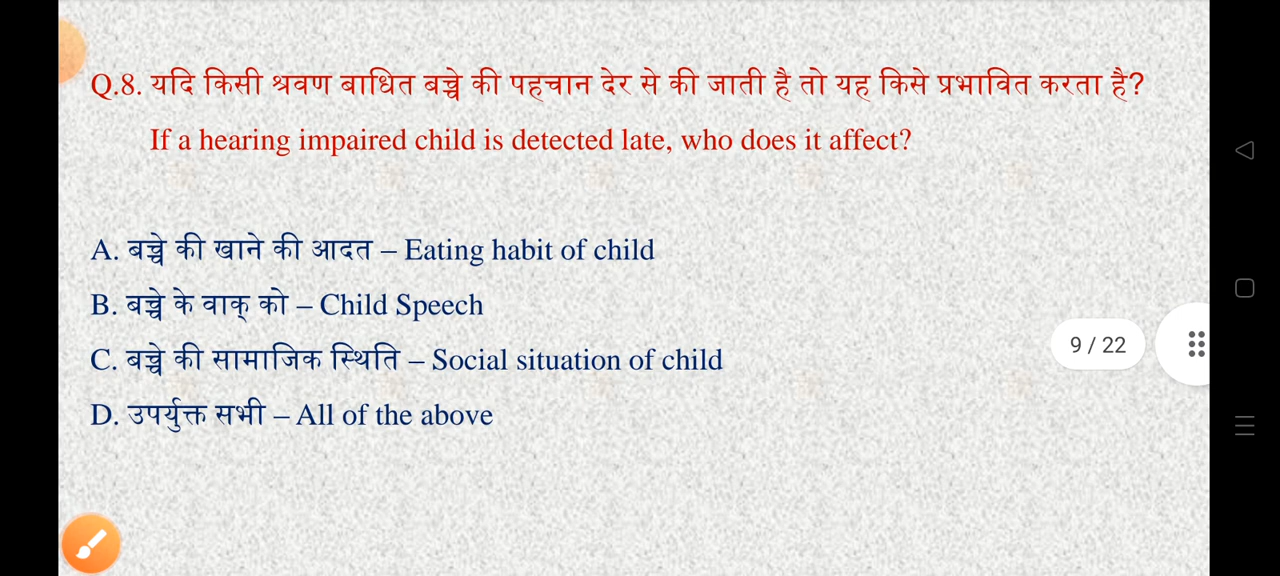 Q.8. यदि किसी श्रवण बाधित बच्चे की पहचान देर से की जाती है तो यह किसे प्रभावित करता है?
If a hearing impaired child is detected late, who does it affect?
A. बच्चे की खाने की आदत – Eating habit of child
B. बच्चे के वाक् को – Child Speech
C. बच्चे की सामाजिक स्थिति – Social situation of child
9 / 22
D. उपर्युक्त सभी – All of the above